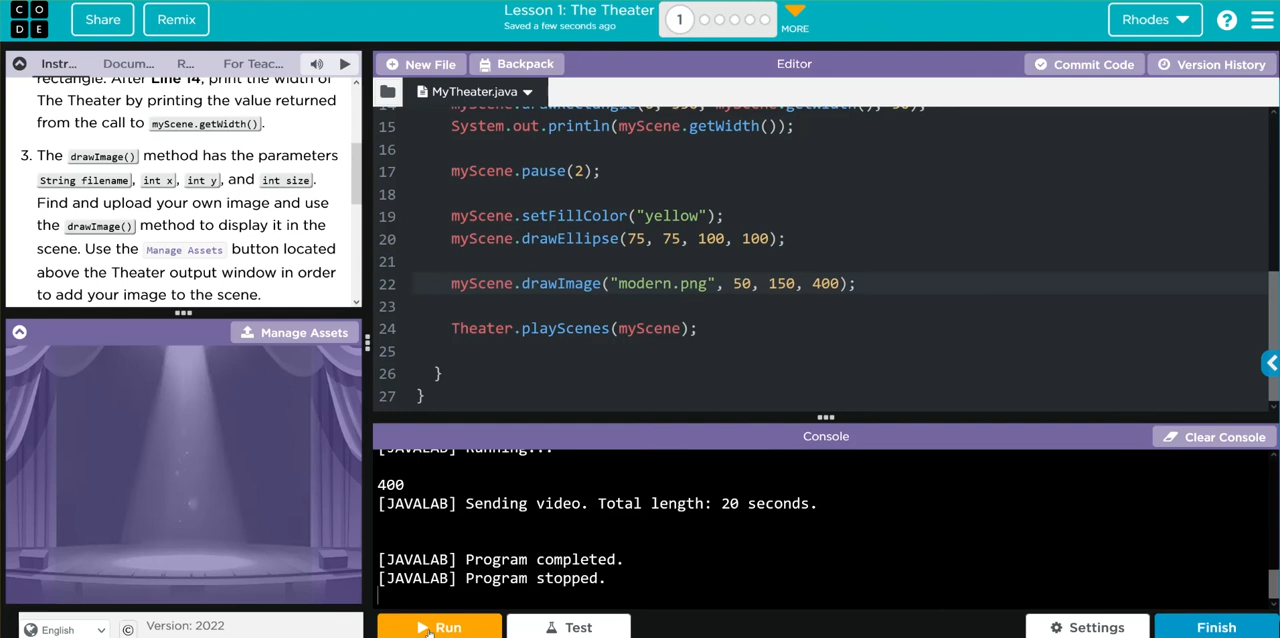 C O
D E
Share
Remix
Lesson 1: The Theater
Saved a few seconds ago
1
MORE
Rhodes
?
Instr...
Docum...
R...
For Teac...
rectangle. After Line 14, print the width of
The Theater by printing the value returned
from the call to myScene.getWidth().
3. The drawImage() method has the parameters
String filename, int x, int y, and int size.
Find and upload your own image and use
the drawImage() method to display it in the
scene. Use the Manage Assets button located
above the Theater output window in order
to add your image to the scene.
Manage Assets
English
© Version: 2022
New File
Backpack
Editor
Commit Code
Version History
MyTheater.java
15 System.out.println(myScene.getWidth());
16
17 myScene.pause(2);
18
19 myScene.setFillColor("yellow");
20 myScene.drawEllipse(75, 75, 100, 100);
21
22 myScene.drawImage("modern.png", 50, 150, 400);
23
24 Theater.playScenes(myScene);
25
26 }
27 }
Console
Clear Console
[JAVALAB] Running...
400
[JAVALAB] Sending video. Total length: 20 seconds.
[JAVALAB] Program completed.
[JAVALAB] Program stopped.
Run
Test
Settings
Finish